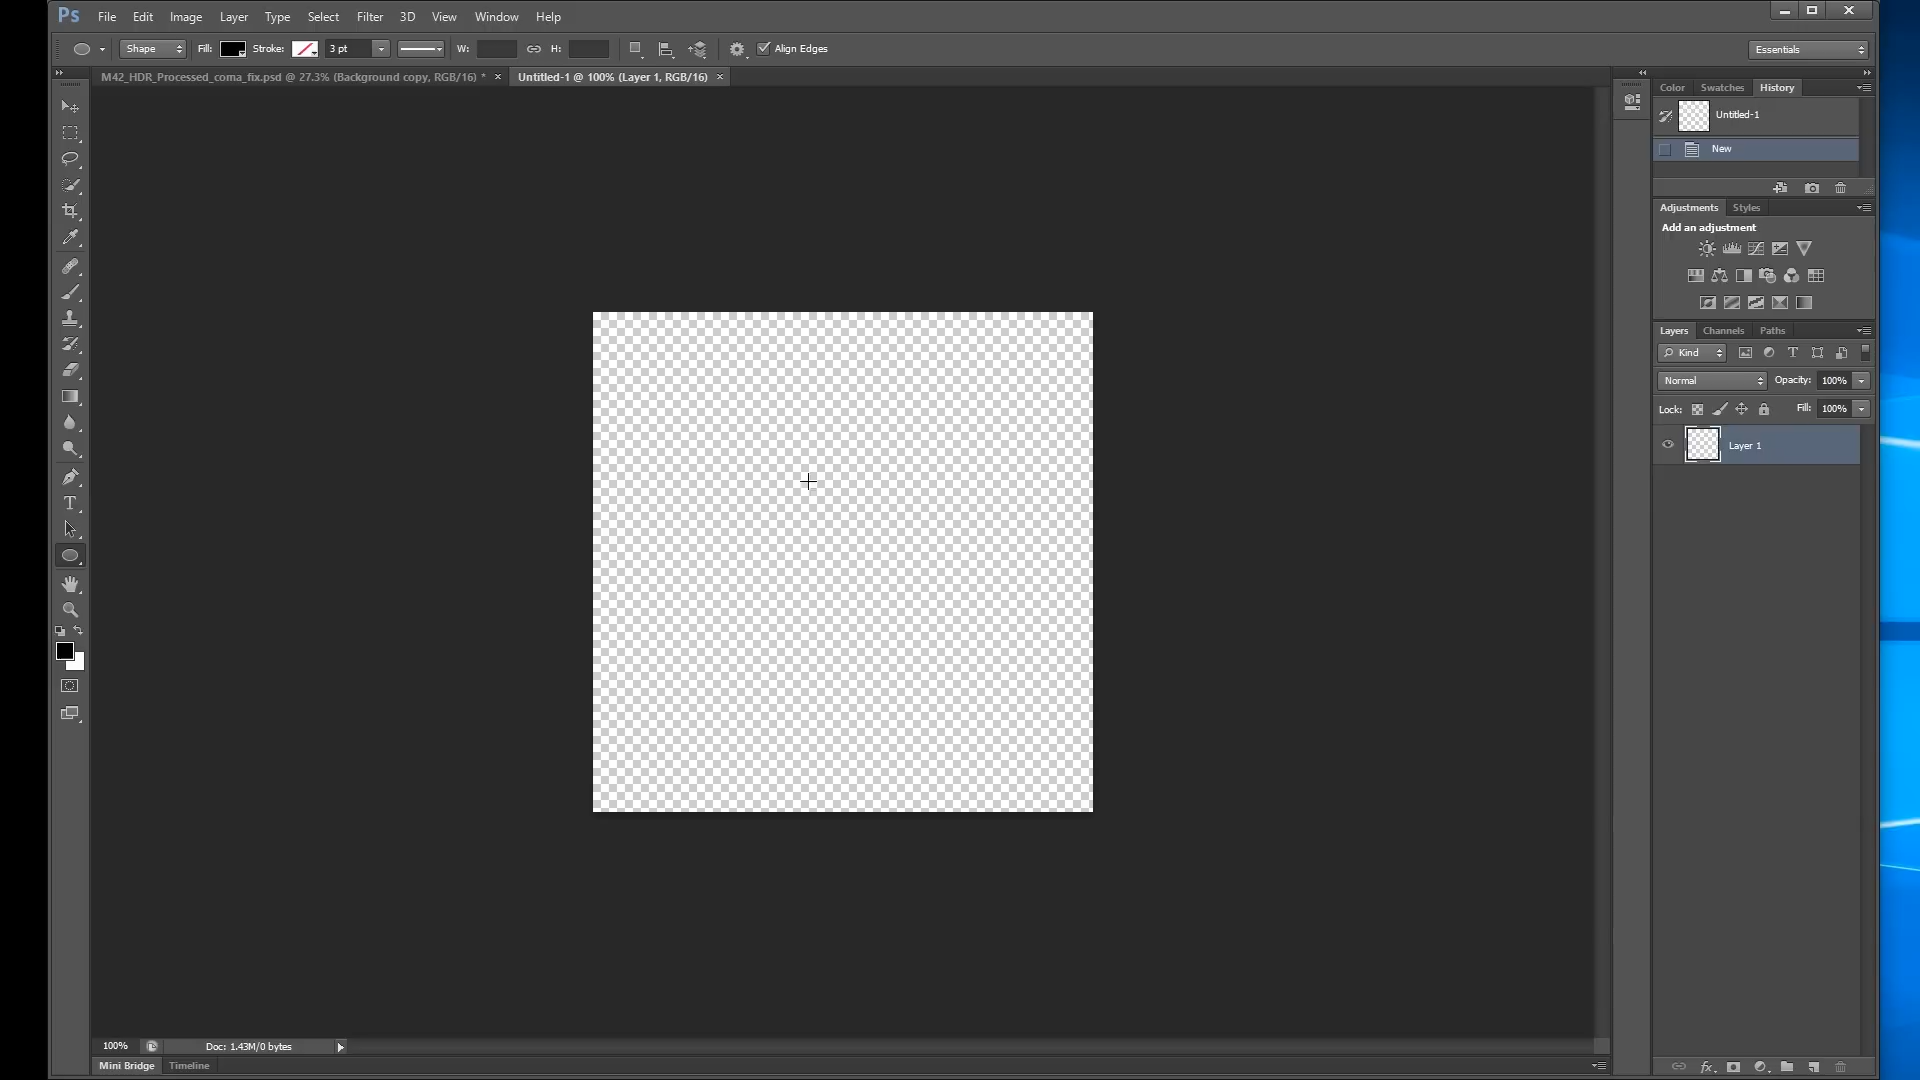 Ps File Edit Image Layer Type Select Filter 3D View Window Help
Shape Fill: Stroke: 3 pt W: H: Align Edges Essentials
M42_HDR_Processed_coma_fix.psd @ 27.3% (Background copy, RGB/16) * × Untitled-1 @ 100% (Layer 1, RGB/16) ×
Color Swatches History
Untitled-1
New
Adjustments Styles
Add an adjustment
Layers Channels Paths
Kind
Normal Opacity: 100%
Lock: Fill: 100%
Layer 1
T
100% Doc: 1.43M/0 bytes
Mini Bridge Timeline
fx